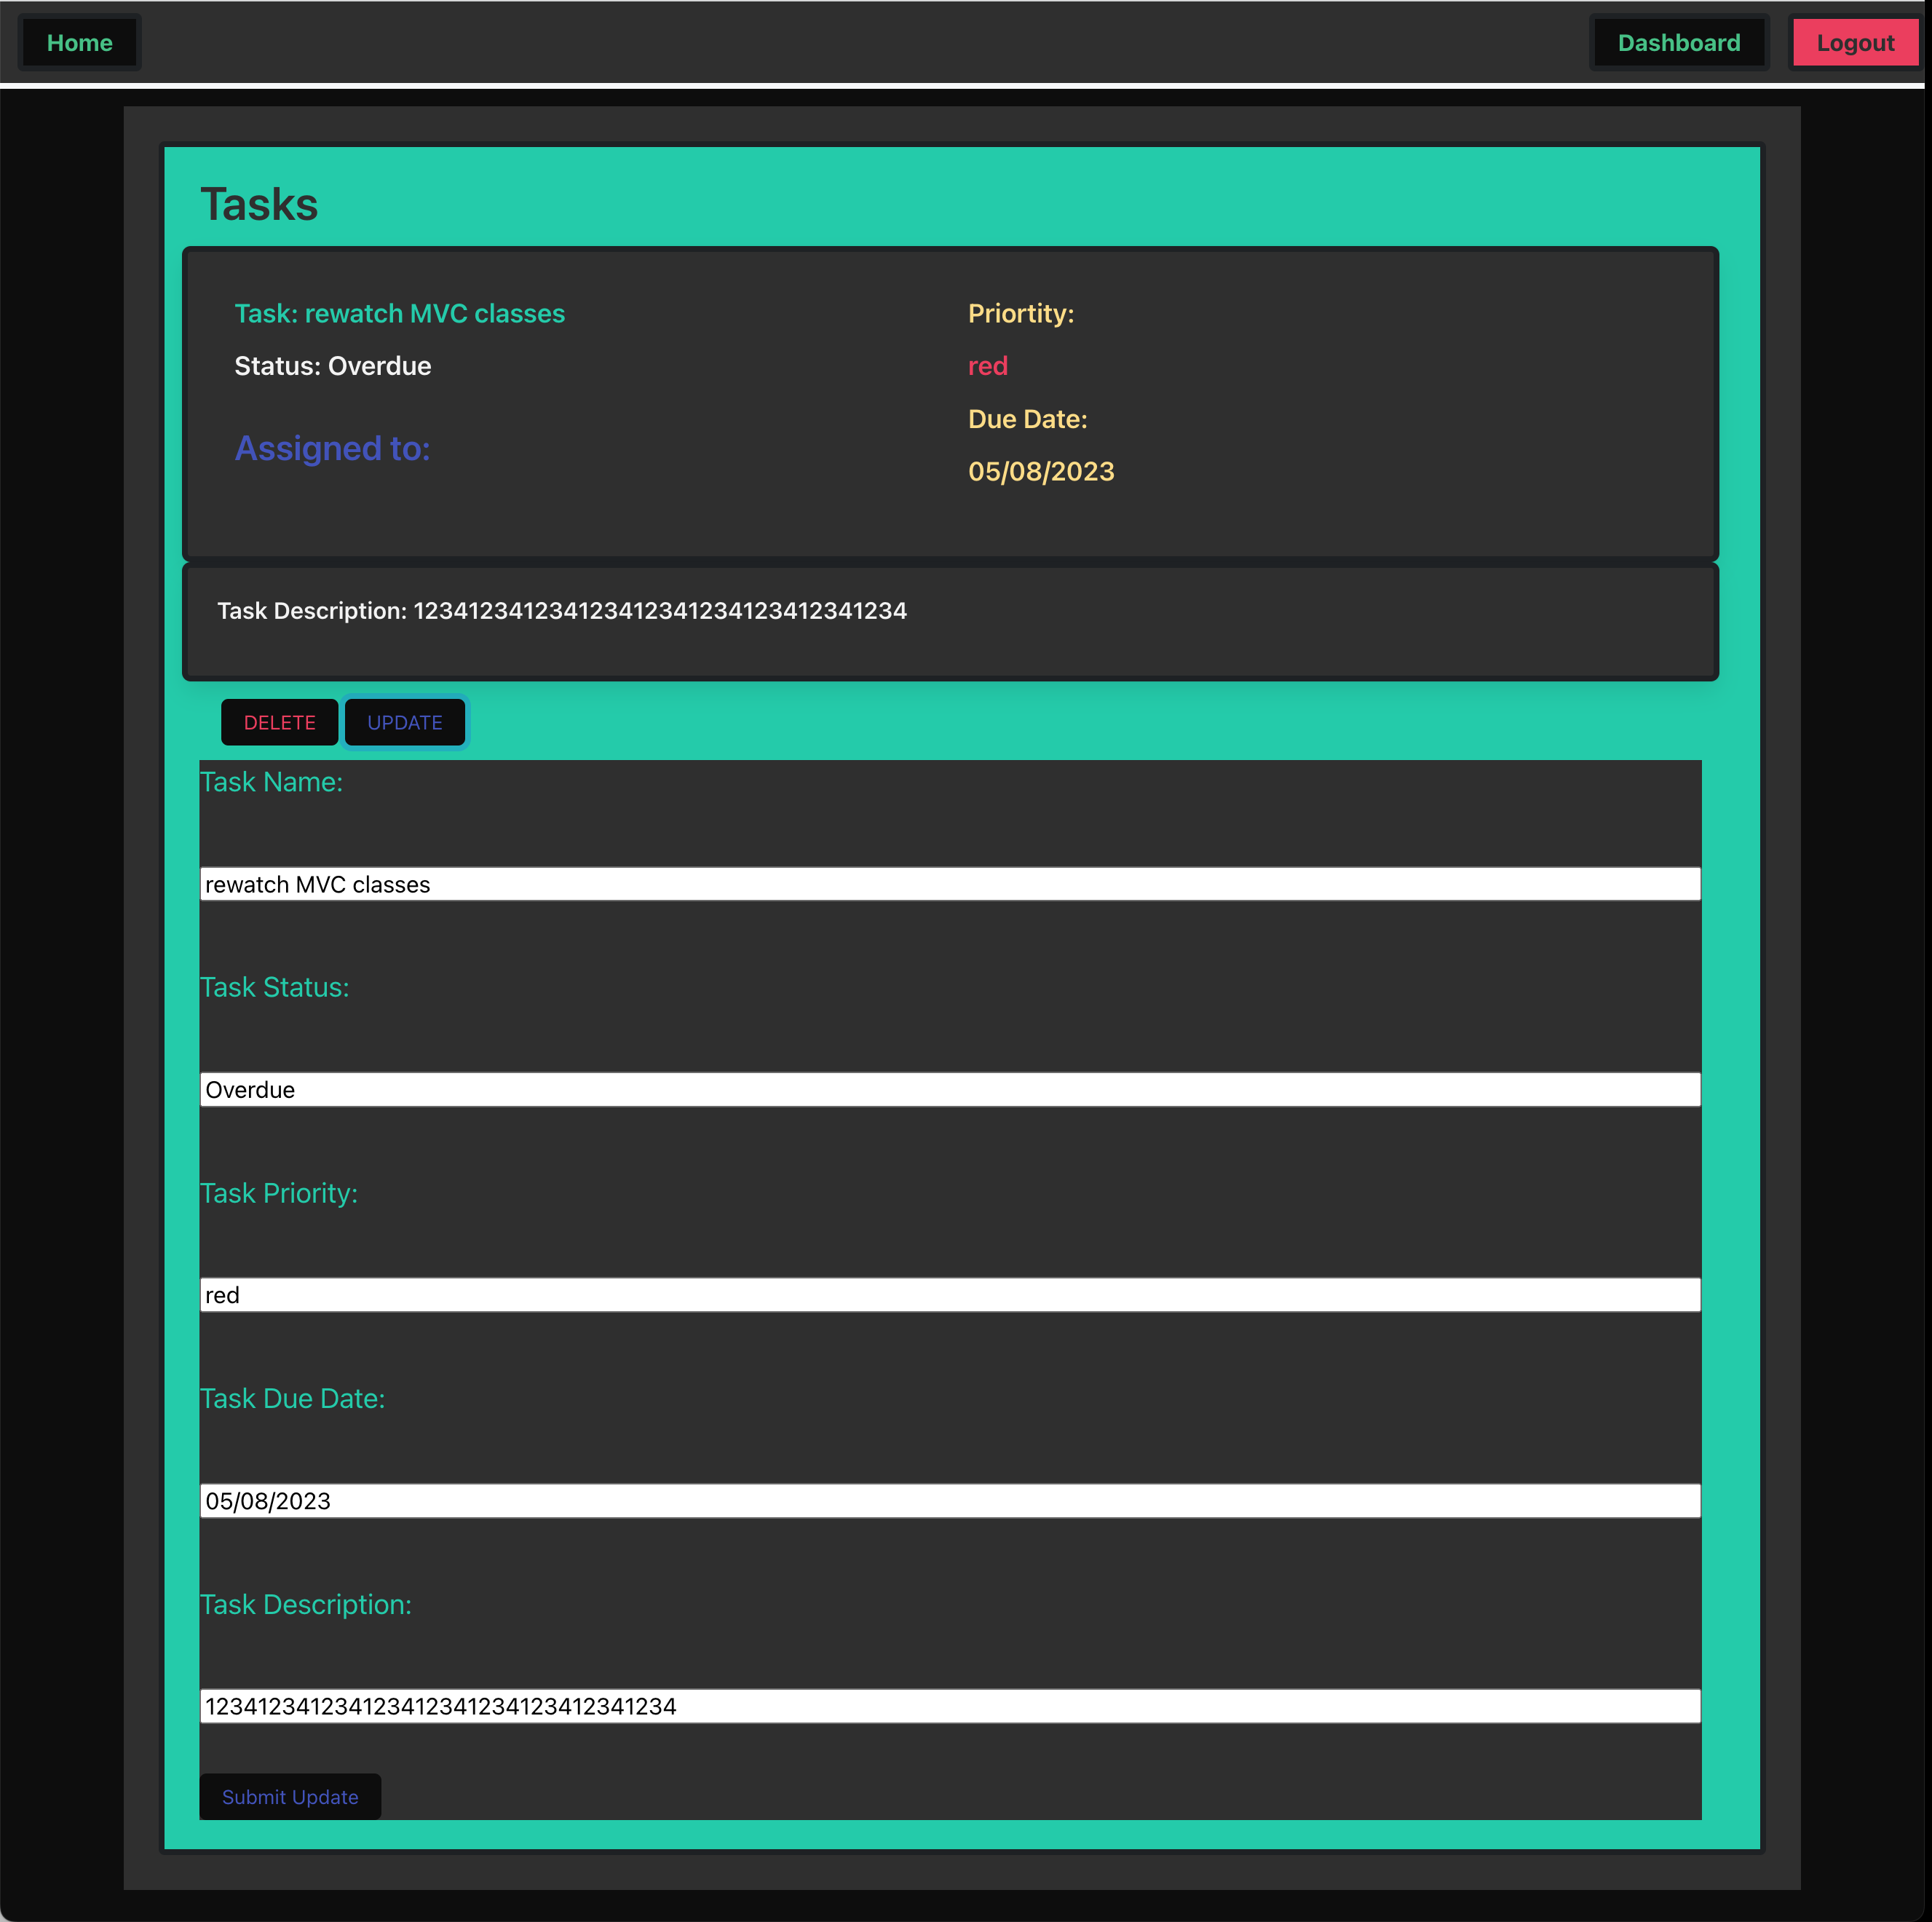 Home
Dashboard
Logout
Tasks
Task: rewatch MVC classes
Status: Overdue
Assigned to:
Priortity:
red
Due Date:
05/08/2023
Task Description: 123412341234123412341234123412341234
DELETE
UPDATE
Task Name:
rewatch MVC classes
Task Status:
Overdue
Task Priority:
red
Task Due Date:
05/08/2023
Task Description:
123412341234123412341234123412341234
Submit Update